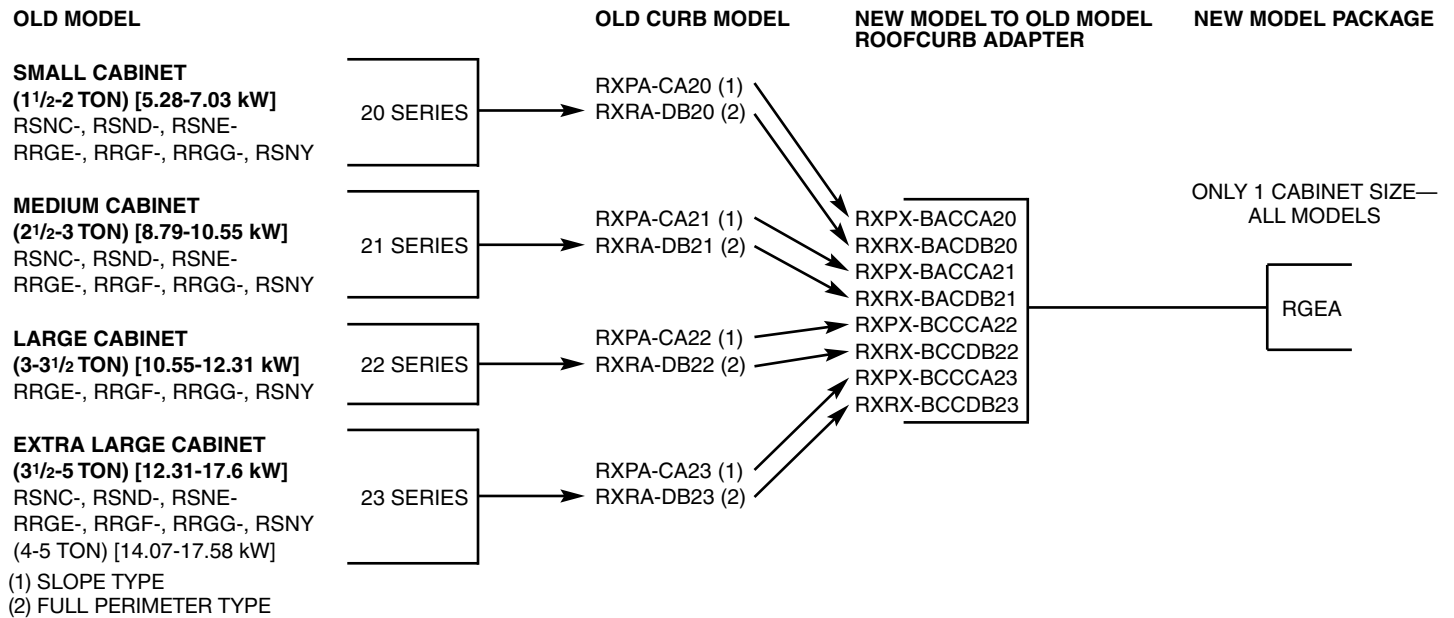 OLD MODEL
OLD CURB MODEL
NEW MODEL TO OLD MODEL
ROOFCURB ADAPTER
NEW MODEL PACKAGE
SMALL CABINET
(1 1/2-2 TON) [5.28-7.03 kW]
RSNC-, RSND-, RSNE-
RRGE-, RRGF-, RRGG-, RSNY
20 SERIES
RXPA-CA20 (1)
RXRA-DB20 (2)
MEDIUM CABINET
(2 1/2-3 TON) [8.79-10.55 kW]
RSNC-, RSND-, RSNE-
RRGE-, RRGF-, RRGG-, RSNY
21 SERIES
RXPA-CA21 (1)
RXRA-DB21 (2)
LARGE CABINET
(3-3 1/2 TON) [10.55-12.31 kW]
RRGE-, RRGF-, RRGG-, RSNY
22 SERIES
RXPA-CA22 (1)
RXRA-DB22 (2)
EXTRA LARGE CABINET
(3 1/2-5 TON) [12.31-17.6 kW]
RSNC-, RSND-, RSNE-
RRGE-, RRGF-, RRGG-, RSNY
(4-5 TON) [14.07-17.58 kW]
23 SERIES
RXPA-CA23 (1)
RXRA-DB23 (2)
RXPX-BACCA20
RXRX-BACDB20
RXPX-BACCA21
RXRX-BACDB21
RXPX-BCCCA22
RXRX-BCCDB22
RXPX-BCCCA23
RXRX-BCCDB23
ONLY 1 CABINET SIZE—
ALL MODELS
RGEA
(1) SLOPE TYPE
(2) FULL PERIMETER TYPE